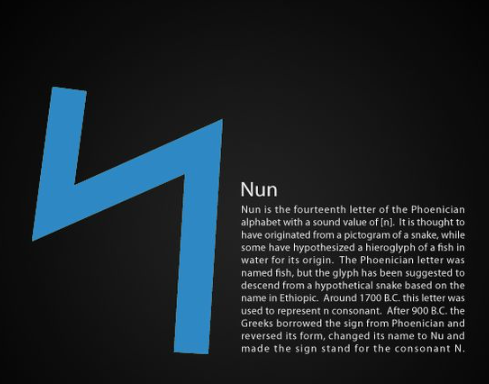 Nun
Nun is the fourteenth letter of the Phoenician
alphabet with a sound value of [n]. It is thought to
have originated from a pictogram of a snake, while
some have hypothesized a hieroglyph of a fish in
water for its origin. The Phoenician letter was
named fish, but the glyph has been suggested to
descend from a hypothetical snake based on the
name in Ethiopic. Around 1700 B.C. this letter was
used to represent n consonant. After 900 B.C. the
Greeks borrowed the sign from Phoenician and
reversed its form, changed its name to Nu and
made the sign stand for the consonant N.